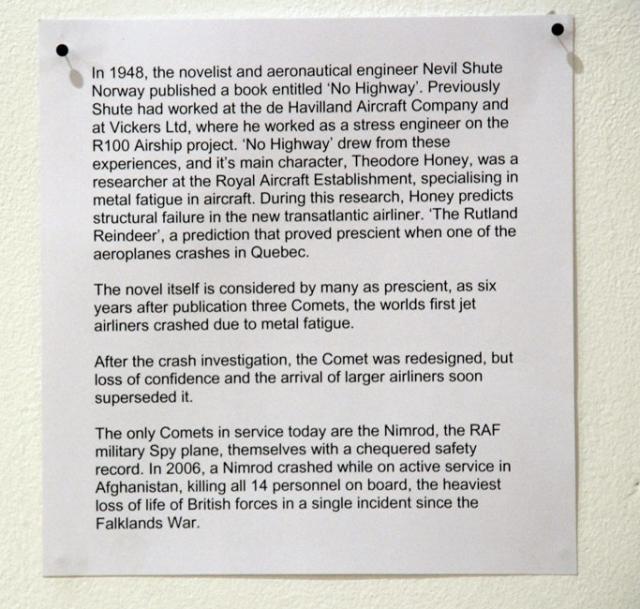 In 1948, the novelist and aeronautical engineer Nevil Shute
Norway published a book entitled ‘No Highway’. Previously
Shute had worked at the de Havilland Aircraft Company and
at Vickers Ltd, where he worked as a stress engineer on the
R100 Airship project. ‘No Highway’ drew from these
experiences, and it’s main character, Theodore Honey, was a
researcher at the Royal Aircraft Establishment, specialising in
metal fatigue in aircraft. During this research, Honey predicts
structural failure in the new transatlantic airliner. ‘The Rutland
Reindeer’, a prediction that proved prescient when one of the
aeroplanes crashes in Quebec.
The novel itself is considered by many as prescient, as six
years after publication three Comets, the worlds first jet
airliners crashed due to metal fatigue.
After the crash investigation, the Comet was redesigned, but
loss of confidence and the arrival of larger airliners soon
superseded it.
The only Comets in service today are the Nimrod, the RAF
military Spy plane, themselves with a chequered safety
record. In 2006, a Nimrod crashed while on active service in
Afghanistan, killing all 14 personnel on board, the heaviest
loss of life of British forces in a single incident since the
Falklands War.